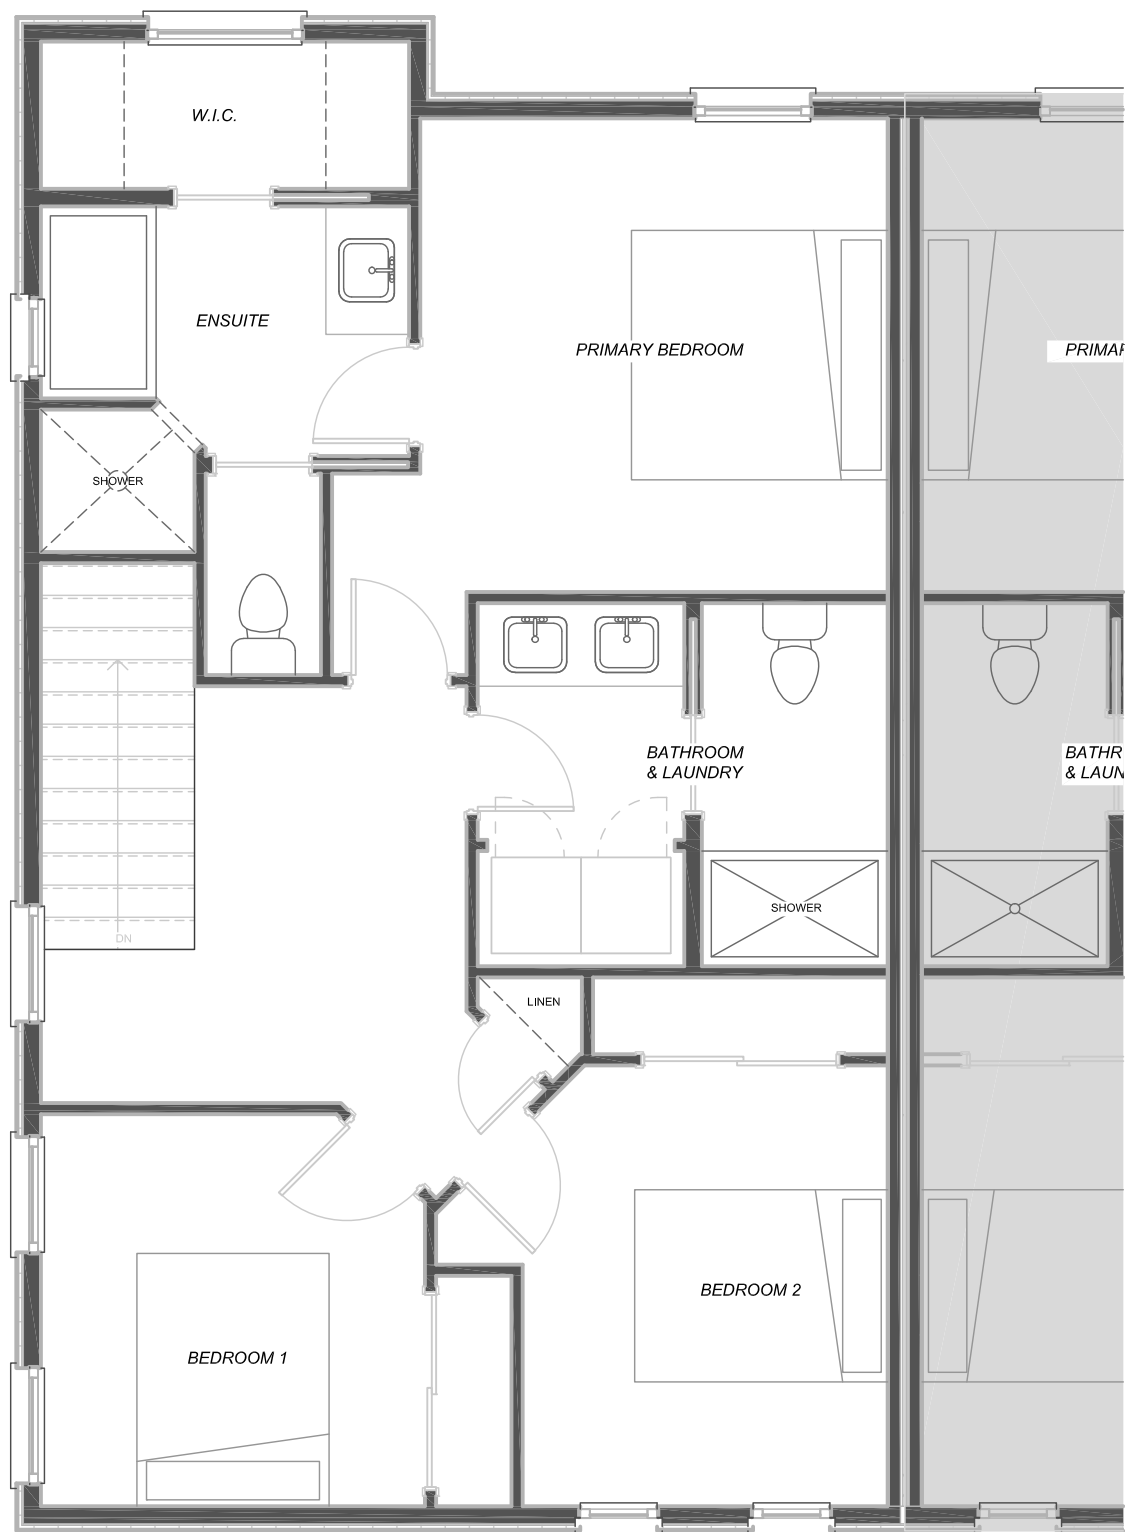 W.I.C.
ENSUITE
PRIMARY BEDROOM
PRIMAR
SHOWER
BATHROOM
& LAUNDRY
BATHR
& LAUN
SHOWER
DN
LINEN
BEDROOM 2
BEDROOM 1